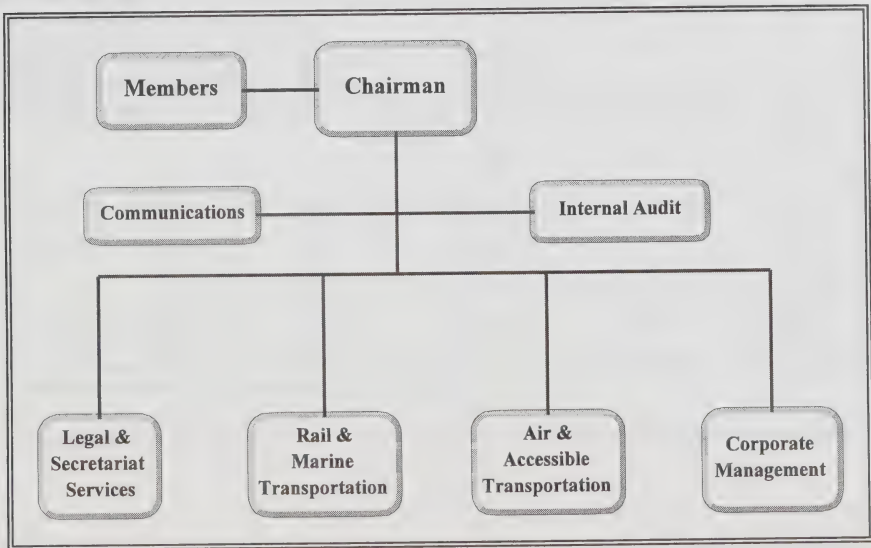 Members
Chairman
Communications
Internal Audit
Legal &
Secretariat
Services
Rail &
Marine
Transportation
Air &
Accessible
Transportation
Corporate
Management